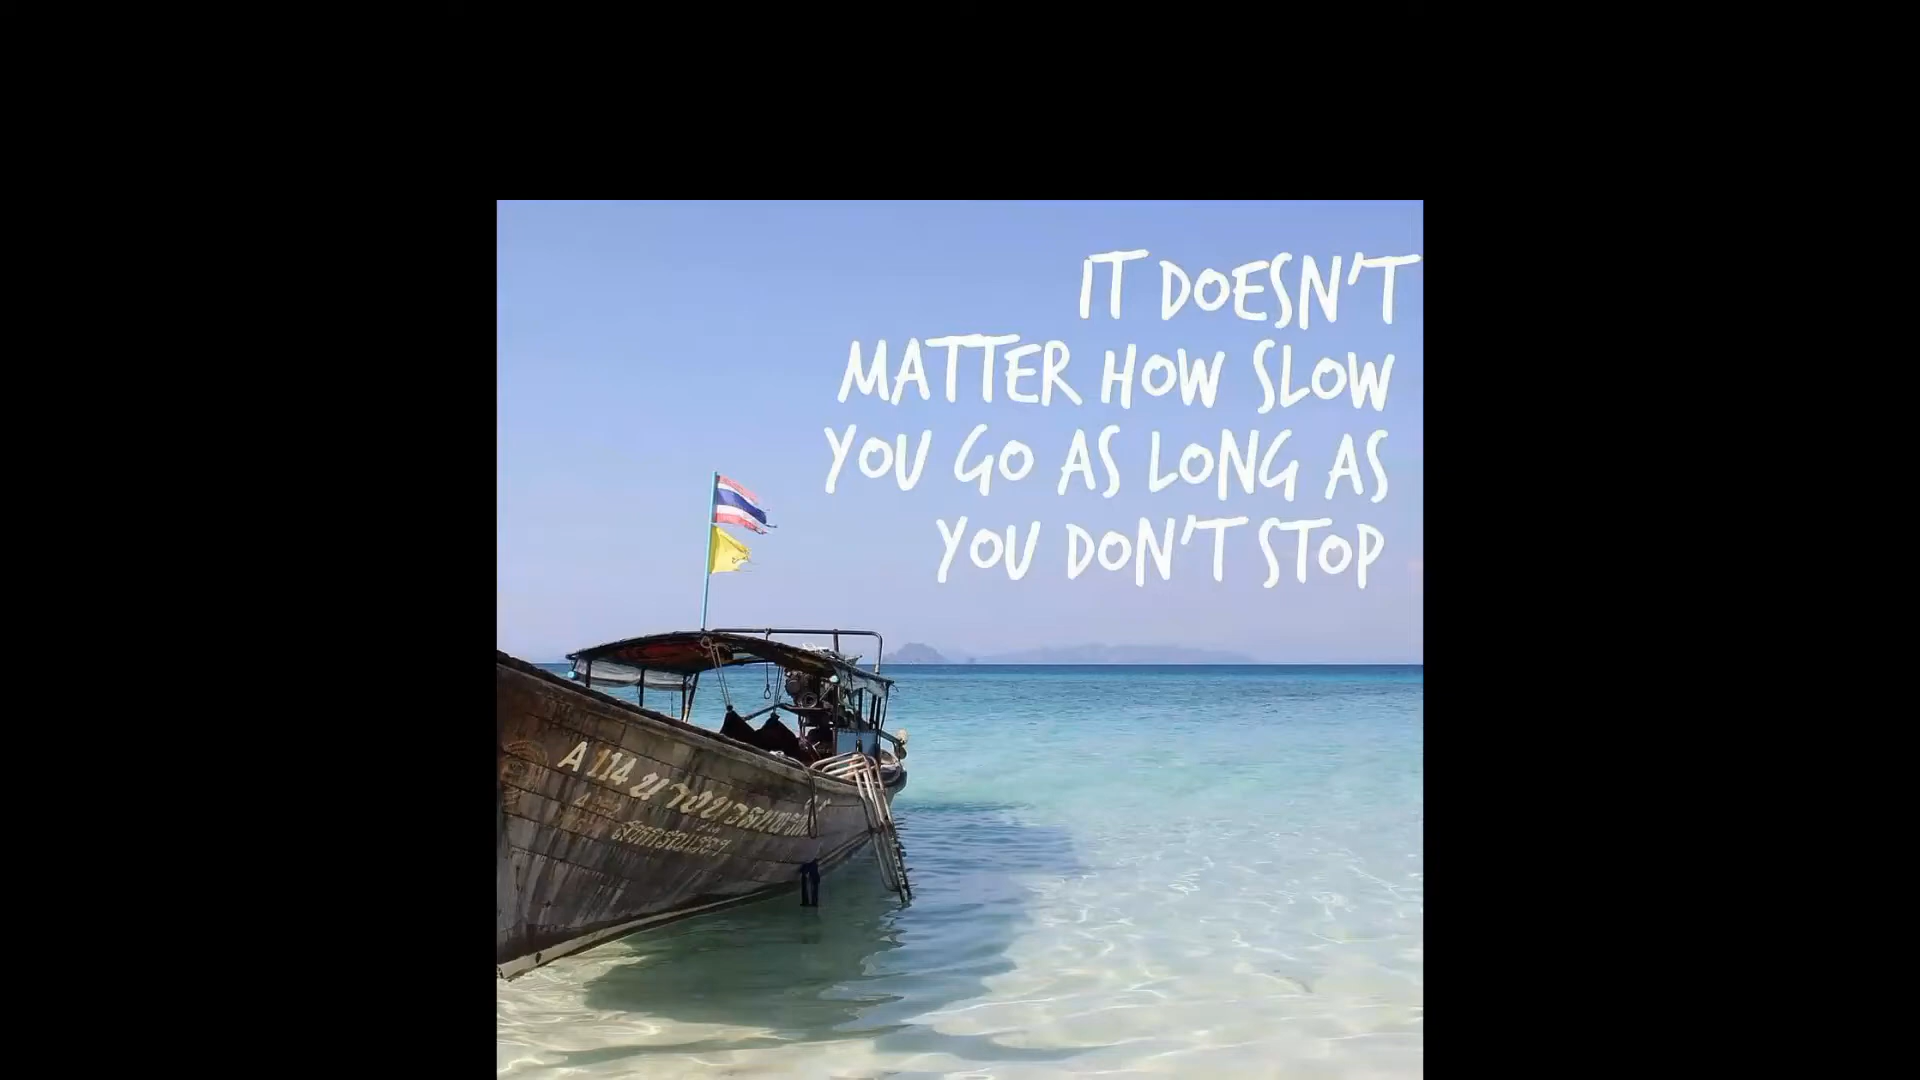 IT DOESN'T
MATTER HOW SLOW
YOU GO AS LONG AS
YOU DON'T STOP
A 114